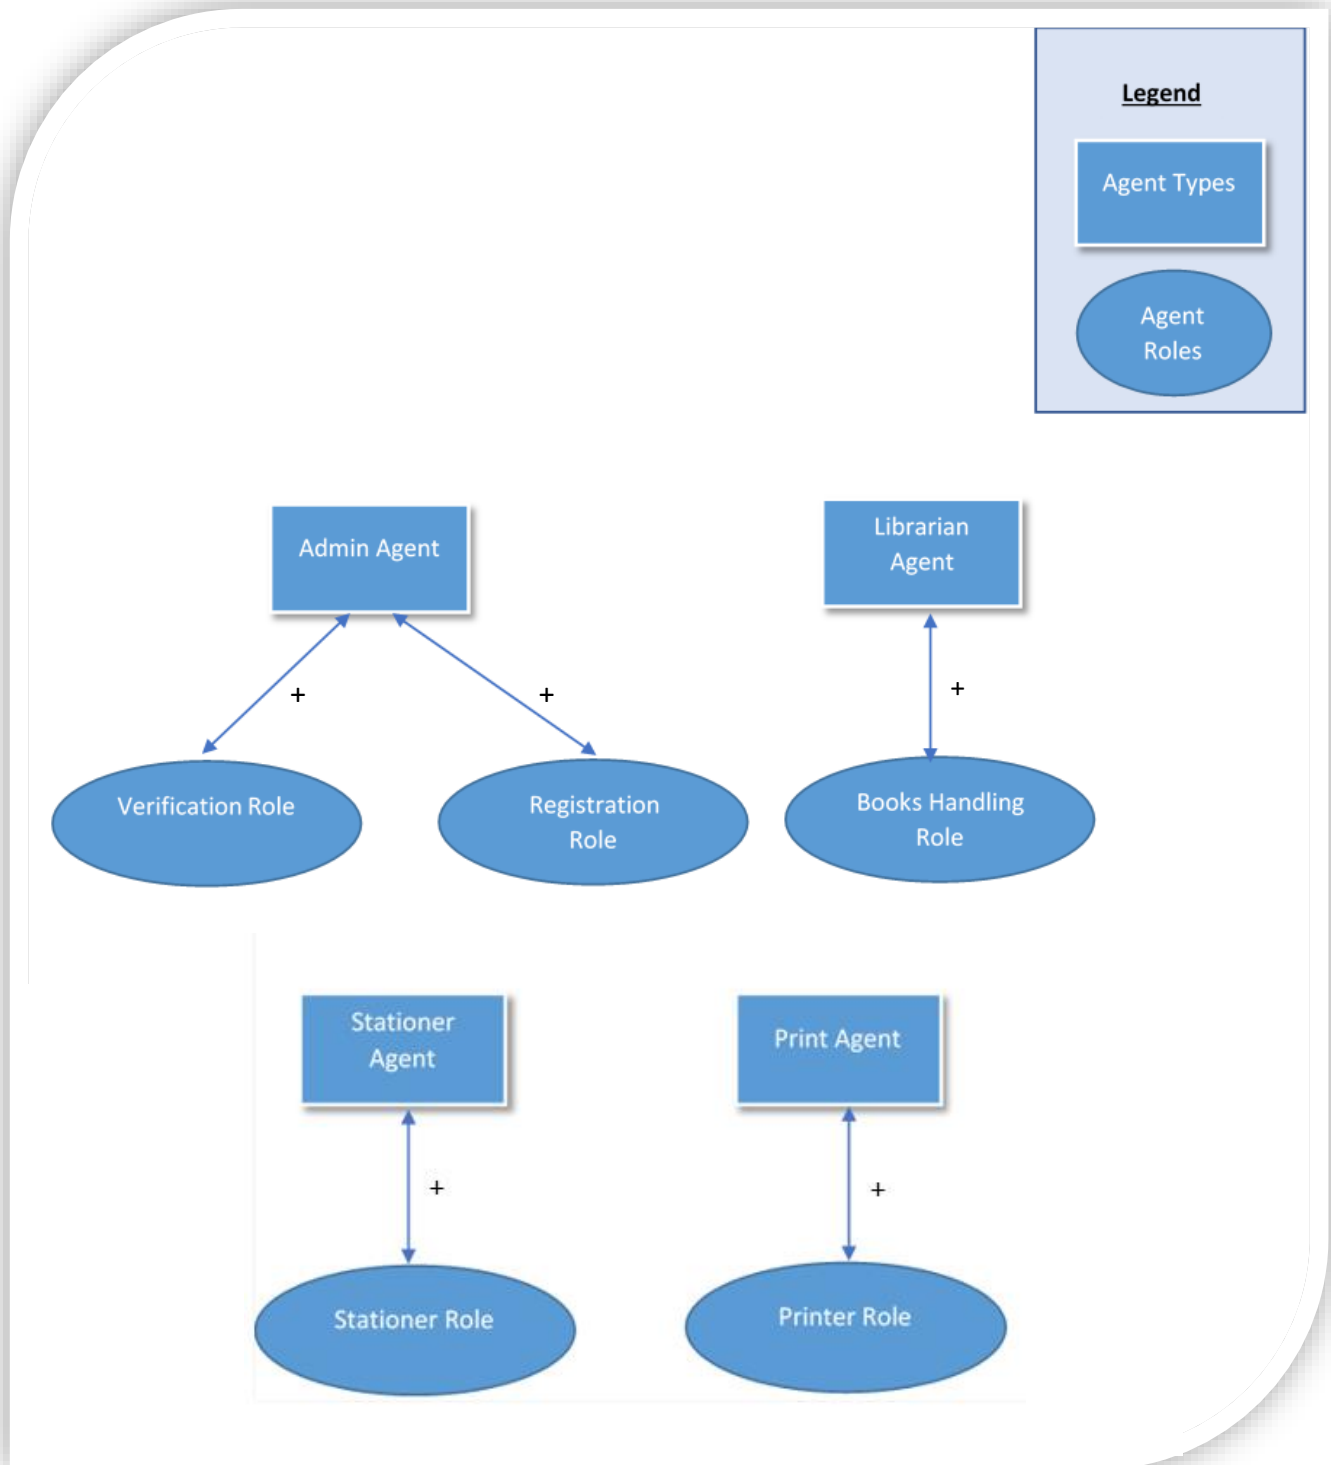 Legend
Agent Types
Agent
Roles
Admin Agent
Librarian
Agent
+
+
+
Verification Role
Registration
Role
Books Handling
Role
Stationer
Agent
Print Agent
+
+
Stationer Role
Printer Role